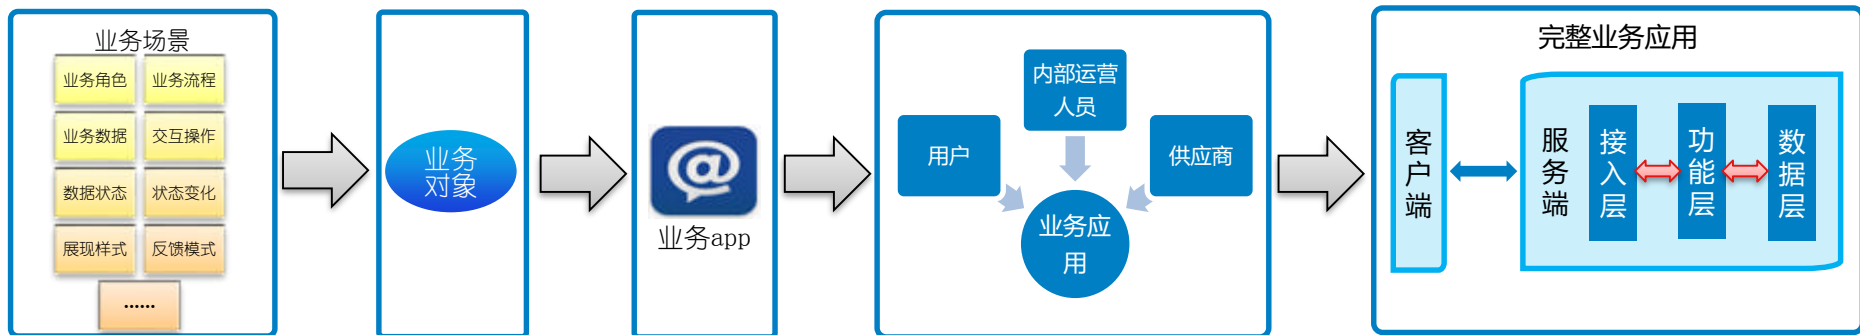 业务场景
业务角色
业务流程
业务数据
交互操作
数据状态
状态变化
展现样式
反馈模式
......
业务
对象
@
业务app
内部运营
人员
用户
供应商
业务应
用
完整业务应用
客户端
服务端
接入层
功能层
数据层